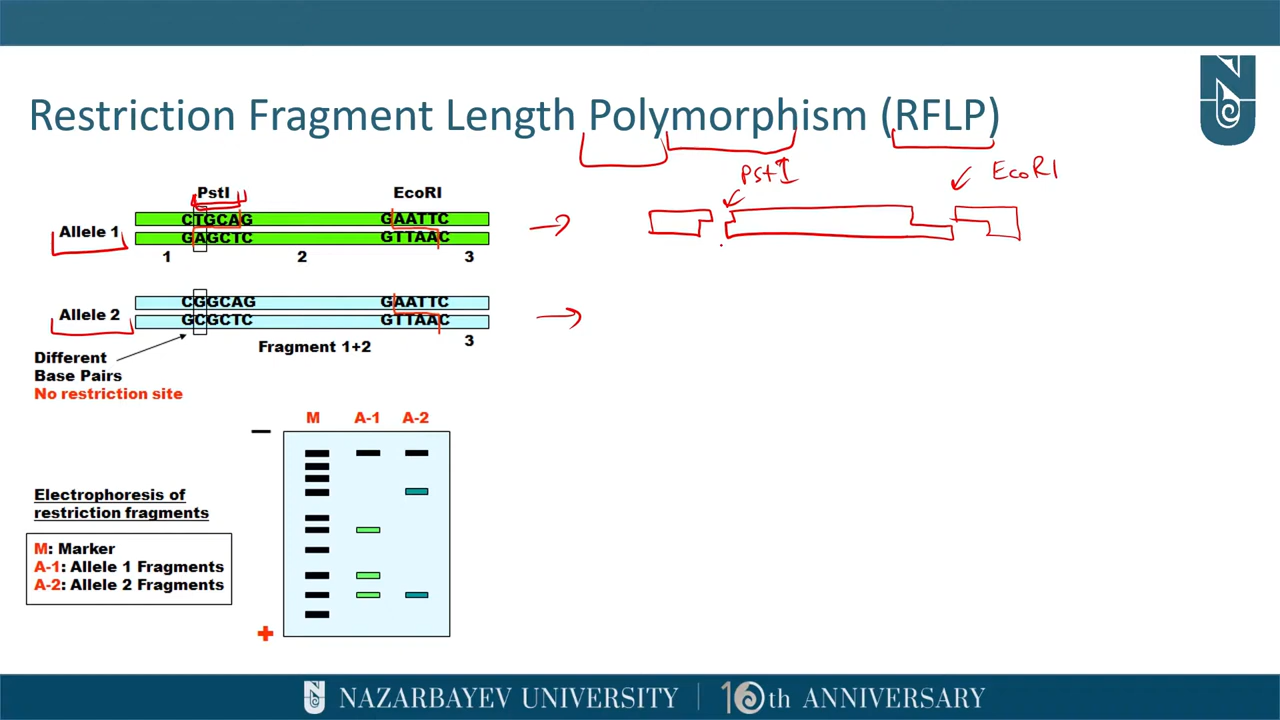 Restriction Fragment Length Polymorphism (RFLP)
PstI EcoRI
PstI
EcoRI
CTGCAG GAATTC
Allele 1
GAGCTC GTTAAC
1 2 3
CGGCAG GAATTC
Allele 2
GCGCTC GTTAAC
Fragment 1+2 3
Different
Base Pairs
No restriction site
M A-1 A-2
–
Electrophoresis of
restriction fragments
M: Marker
A-1: Allele 1 Fragments
A-2: Allele 2 Fragments
+
NAZARBAYEV UNIVERSITY | 10th ANNIVERSARY